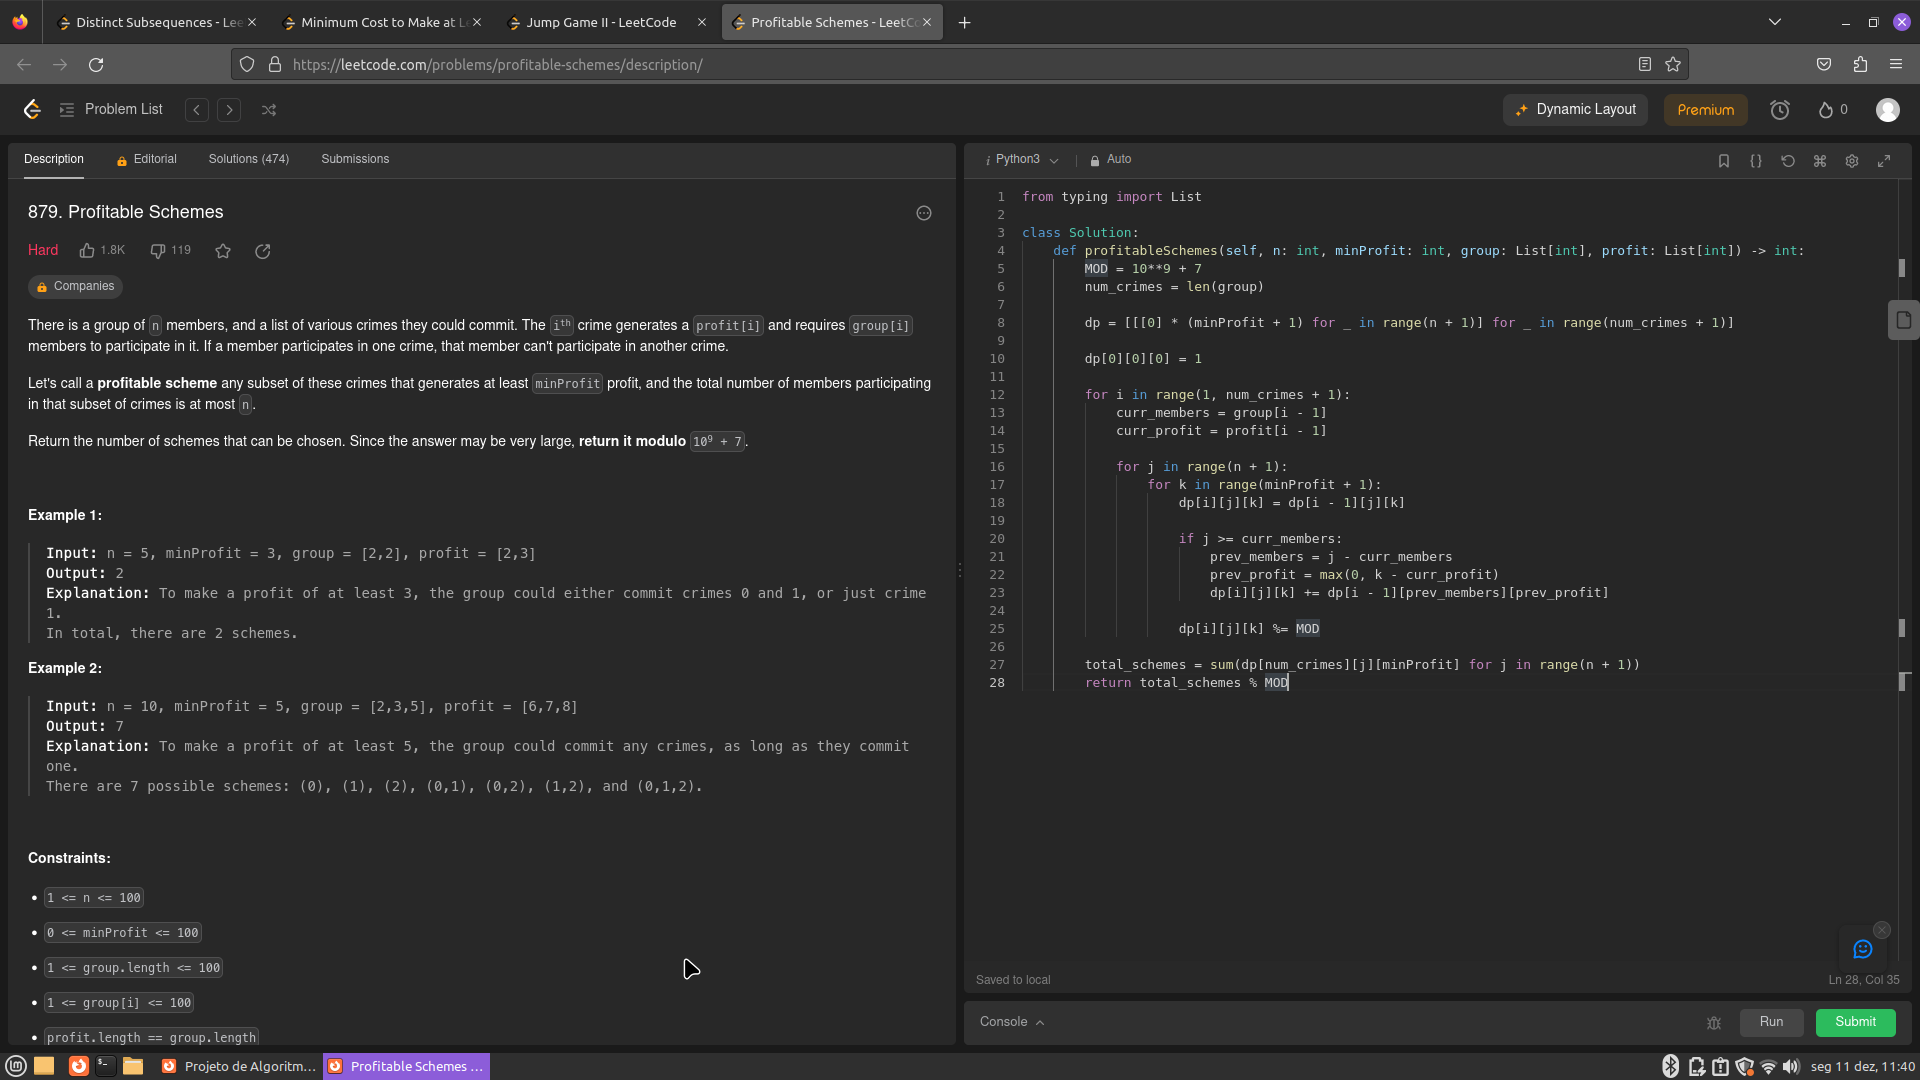 Distinct Subsequences - Lee
Minimum Cost to Make at Le
Jump Game II - LeetCode
Profitable Schemes - LeetCo
https://leetcode.com/problems/profitable-schemes/description/
Problem List
Dynamic Layout
Premium
0
Description
Editorial
Solutions (474)
Submissions
879. Profitable Schemes
Hard
1.8K
119
Companies
There is a group of n members, and a list of various crimes they could commit. The ith crime generates a profit[i] and requires group[i]
members to participate in it. If a member participates in one crime, that member can't participate in another crime.
Let's call a profitable scheme any subset of these crimes that generates at least minProfit profit, and the total number of members participating
in that subset of crimes is at most n.
Return the number of schemes that can be chosen. Since the answer may be very large, return it modulo 10^9 + 7.
Example 1:
Input: n = 5, minProfit = 3, group = [2,2], profit = [2,3]
Output: 2
Explanation: To make a profit of at least 3, the group could either commit crimes 0 and 1, or just crime
1.
In total, there are 2 schemes.
Example 2:
Input: n = 10, minProfit = 5, group = [2,3,5], profit = [6,7,8]
Output: 7
Explanation: To make a profit of at least 5, the group could commit any crimes, as long as they commit
one.
There are 7 possible schemes: (0), (1), (2), (0,1), (0,2), (1,2), and (0,1,2).
Constraints:
• 1 <= n <= 100
• 0 <= minProfit <= 100
• 1 <= group.length <= 100
• 1 <= group[i] <= 100
• profit.length == group.length
i Python3
Auto
1 from typing import List
2
3 class Solution:
4     def profitableSchemes(self, n: int, minProfit: int, group: List[int], profit: List[int]) -> int:
5         MOD = 10**9 + 7
6         num_crimes = len(group)
7
8         dp = [[[0] * (minProfit + 1) for _ in range(n + 1)] for _ in range(num_crimes + 1)]
9
10         dp[0][0][0] = 1
11
12         for i in range(1, num_crimes + 1):
13             curr_members = group[i - 1]
14             curr_profit = profit[i - 1]
15
16             for j in range(n + 1):
17                 for k in range(minProfit + 1):
18                     dp[i][j][k] = dp[i - 1][j][k]
19
20                     if j >= curr_members:
21                         prev_members = j - curr_members
22                         prev_profit = max(0, k - curr_profit)
23                         dp[i][j][k] += dp[i - 1][prev_members][prev_profit]
24
25                     dp[i][j][k] %= MOD
26
27         total_schemes = sum(dp[num_crimes][j][minProfit] for j in range(n + 1))
28         return total_schemes % MOD
Saved to local
Ln 28, Col 35
Console
Run
Submit
Projeto de Algoritm...
Profitable Schemes ...
seg 11 dez, 11:40